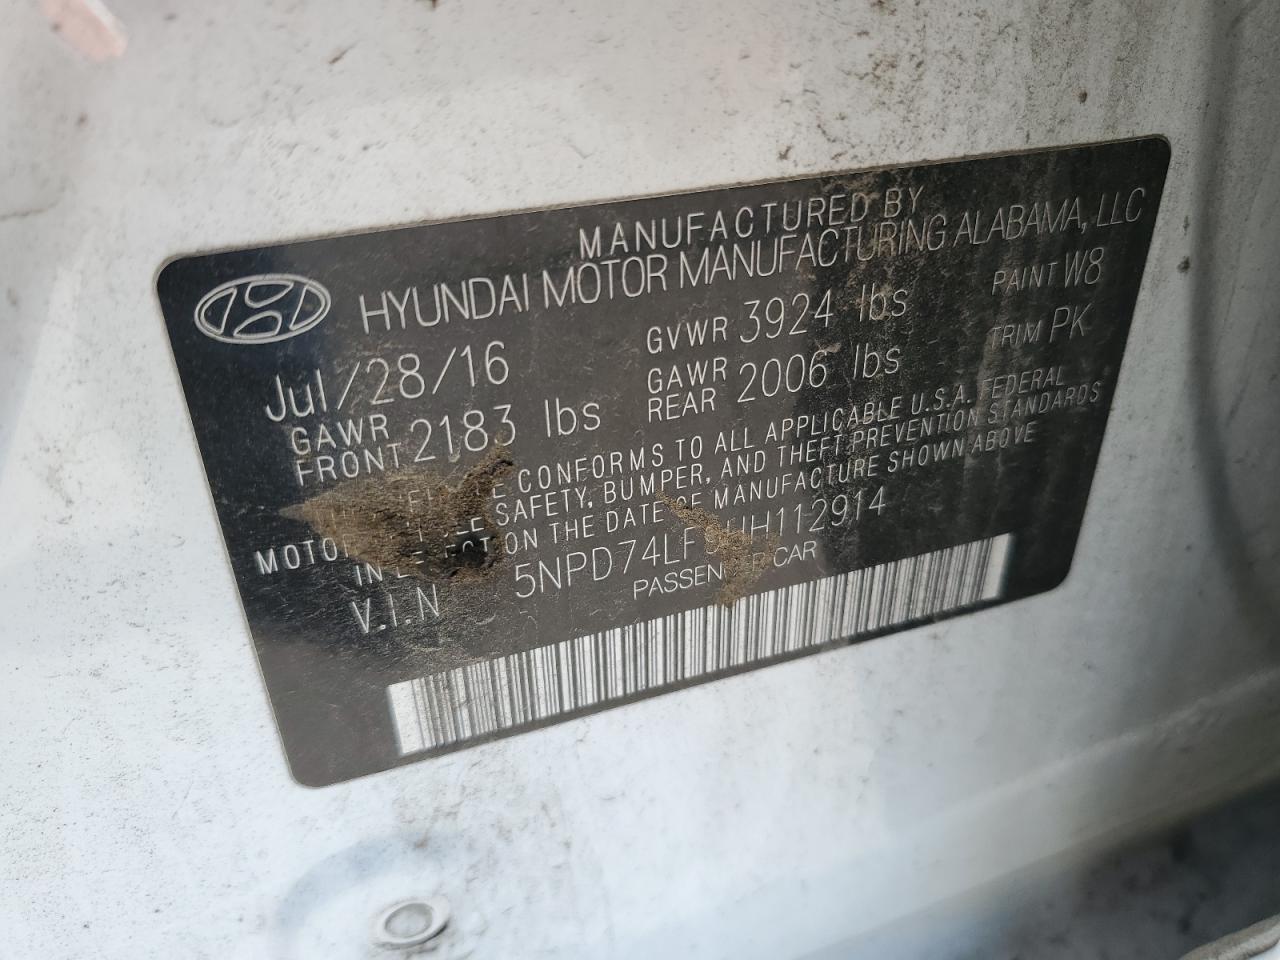 MANUFACTURED BY
HYUNDAI MOTOR MANUFACTURING ALABAMA, LLC
Jul/28/16 GVWR 3924 lbs PAINT W8
GAWR FRONT 2183 lbs GAWR REAR 2006 lbs TRIM PK
CONFORMS TO ALL APPLICABLE U.S.A. FEDERAL
SAFETY, BUMPER, AND THEFT PREVENTION STANDARDS
ON THE DATE OF MANUFACTURE SHOWN ABOVE
V.I.N
PASSENGER CAR